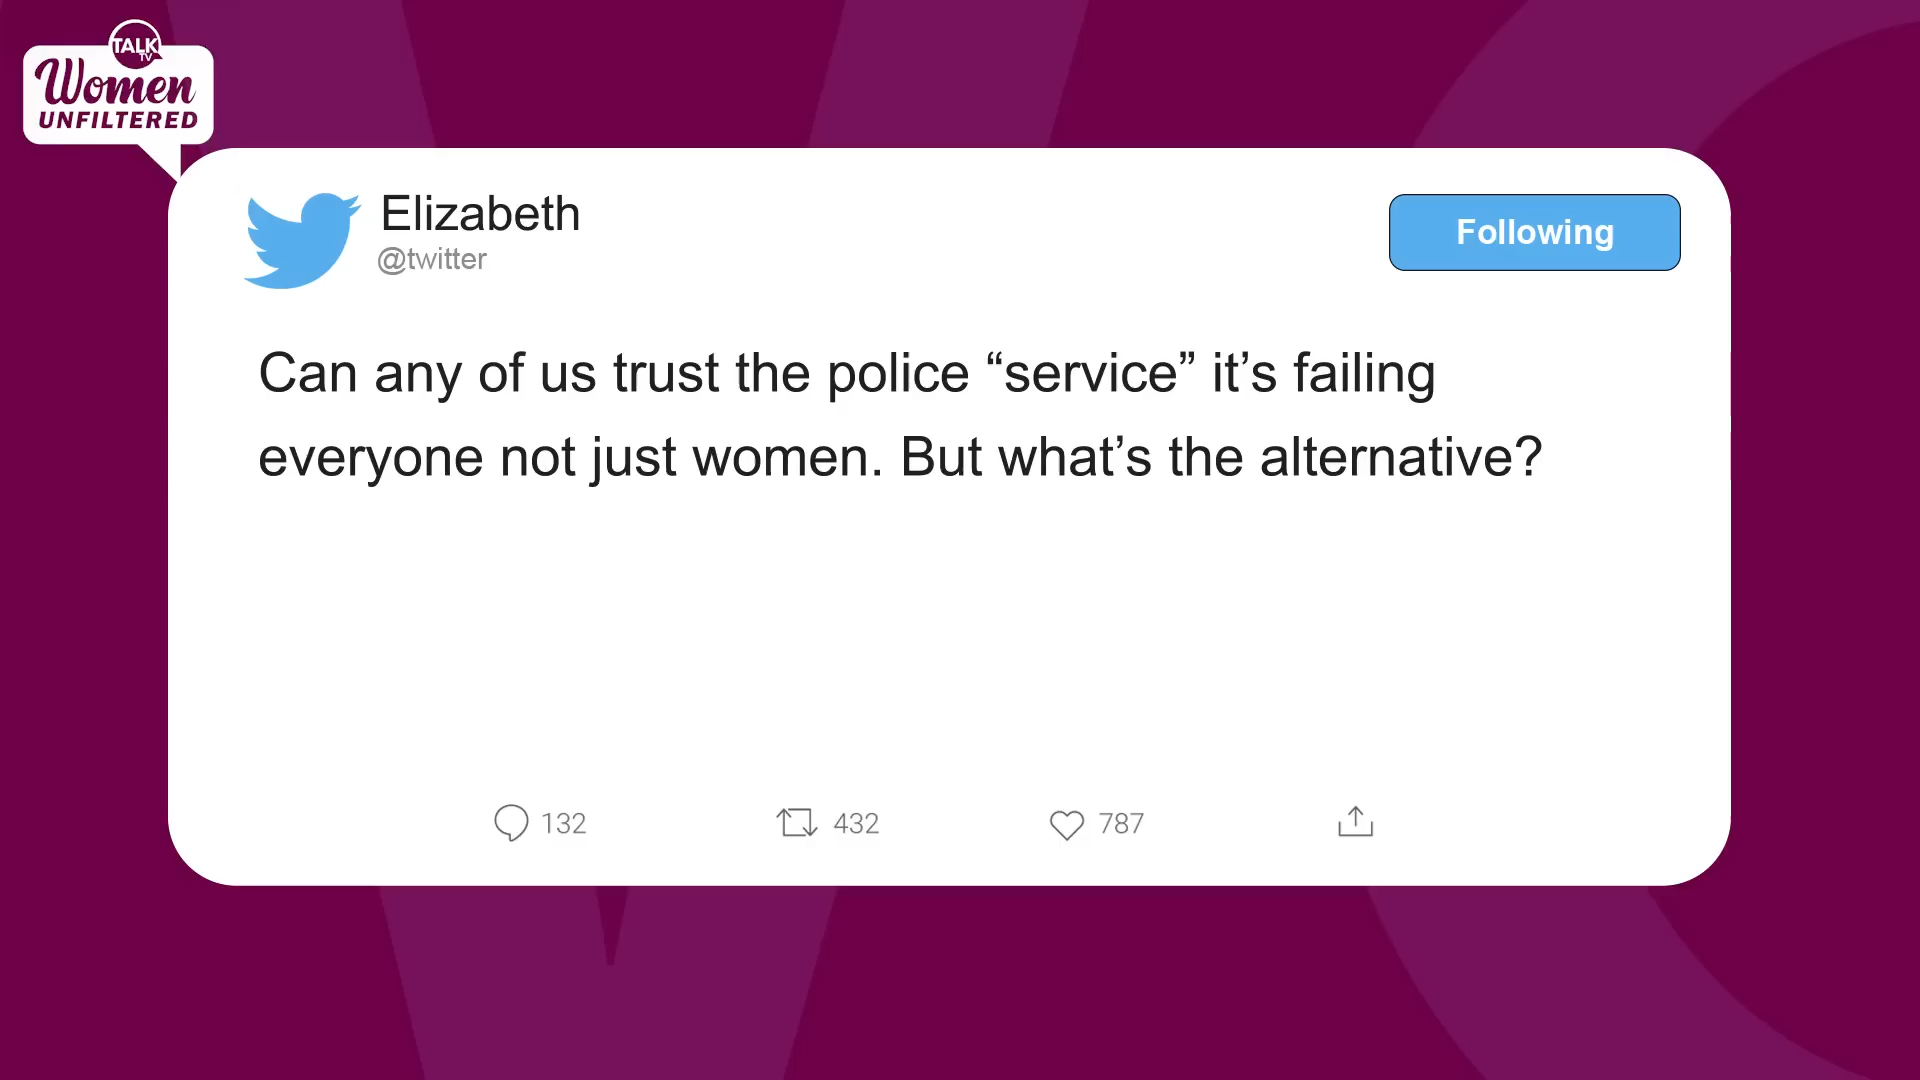 TALK
TV
Women
UNFILTERED
Elizabeth
@twitter
Following
Can any of us trust the police “service” it’s failing
everyone not just women. But what’s the alternative?
132
432
787